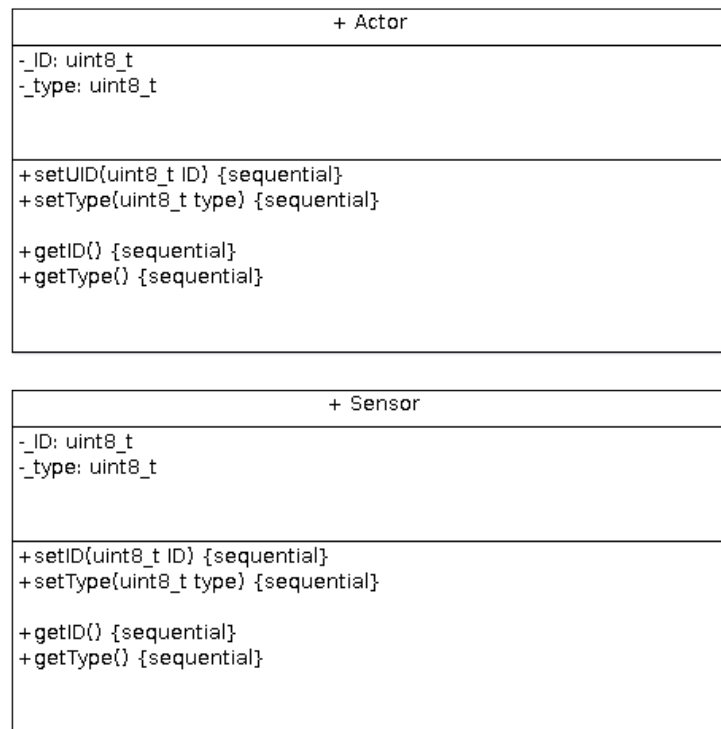 + Actor
-_ID: uint8_t
-_type: uint8_t
+setUID(uint8_t ID) {sequential}
+setType(uint8_t type) {sequential}
+getID() {sequential}
+getType() {sequential}
+ Sensor
-_ID: uint8_t
-_type: uint8_t
+setID(uint8_t ID) {sequential}
+setType(uint8_t type) {sequential}
+getID() {sequential}
+getType() {sequential}